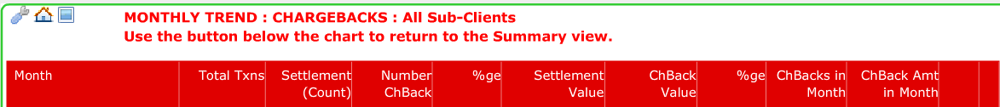 MONTHLY TREND : CHARGEBACKS : All Sub-Clients
Use the button below the chart to return to the Summary view.
Month Total Txns Settlement Number %ge Settlement ChBack %ge ChBacks in ChBack Amt
(Count) ChBack Value Value Month in Month